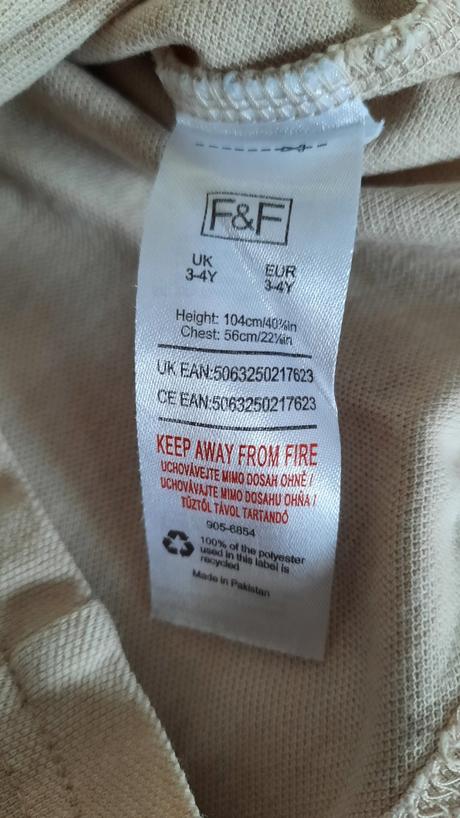 F&F
UK
3-4Y
EUR
3-4Y
Height: 104cm/40⅞in
Chest: 56cm/22⅛in
UK EAN:5063250217623
CE EAN:5063250217623
KEEP AWAY FROM FIRE
UCHOVÁVEJTE MIMO DOSAH OHNĚ /
UCHOVÁVAJTE MIMO DOSAHU OHŇA /
TŰZTŐL TÁVOL TARTANDÓ
905-6854
100% of the polyester
used in this label is
recycled
Made in Pakistan